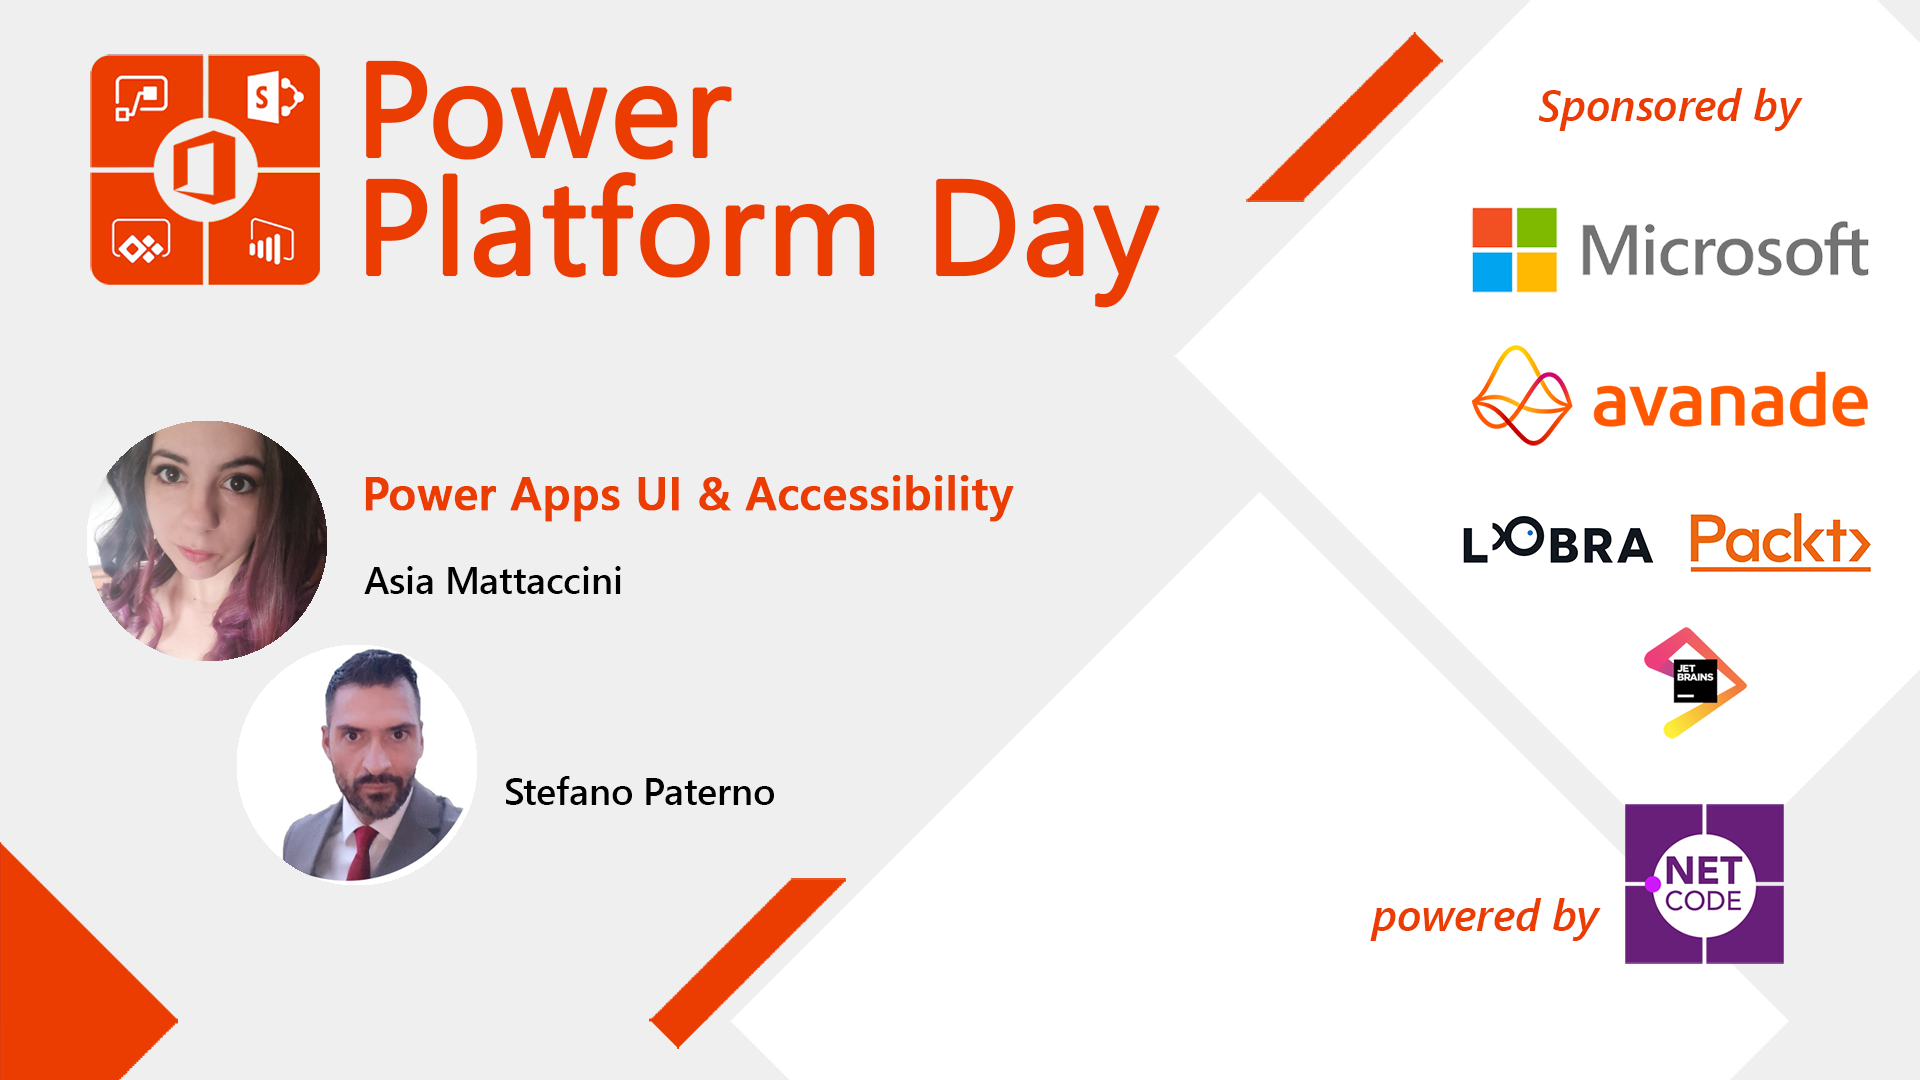 Power
Platform Day
S
Power Apps UI & Accessibility
Asia Mattaccini
Stefano Paterno
Sponsored by
Microsoft
avanade
LOBRA
Packt>
JET
BRAINS
powered by
.NET
CODE